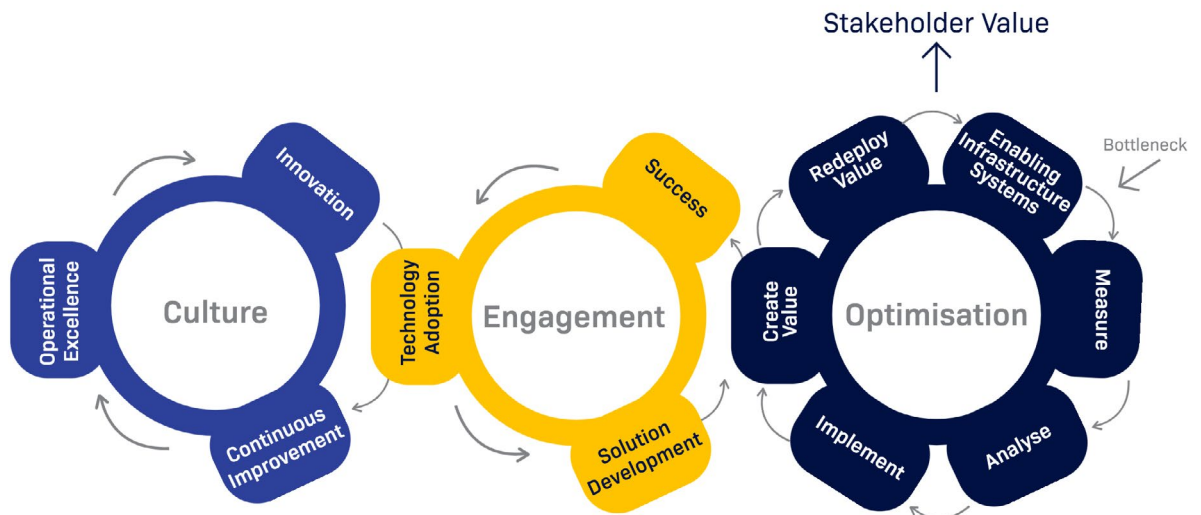 Stakeholder Value
Innovation
Operational
Excellence
Culture
Continuous
Improvement
Technology
Adoption
Engagement
Success
Solution
Development
Redeploy
Value
Enabling
Infrastructure
Systems
Bottleneck
Create
Value
Optimisation
Measure
Implement
Analyse